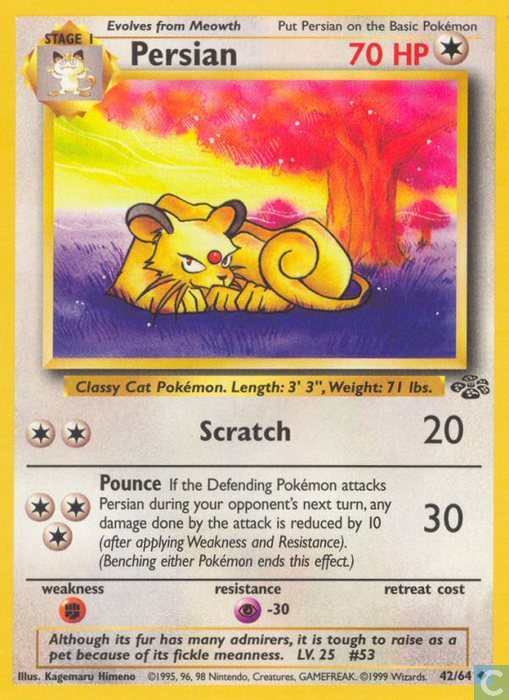 Evolves from Meowth Put Persian on the Basic Pokémon
STAGE 1
Persian 70 HP
Classy Cat Pokémon. Length: 3' 3", Weight: 71 lbs.
Scratch 20
Pounce If the Defending Pokémon attacks
Persian during your opponent's next turn, any
damage done by the attack is reduced by 10
(after applying Weakness and Resistance).
(Benching either Pokémon ends this effect.)
30
weakness resistance retreat cost
-30
Although its fur has many admirers, it is tough to raise as a
pet because of its fickle meanness. LV. 25 #53
Illus. Kagemaru Himeno ©1995, 96, 98 Nintendo, Creatures, GAMEFREAK. ©1999 Wizards. 42/64
C